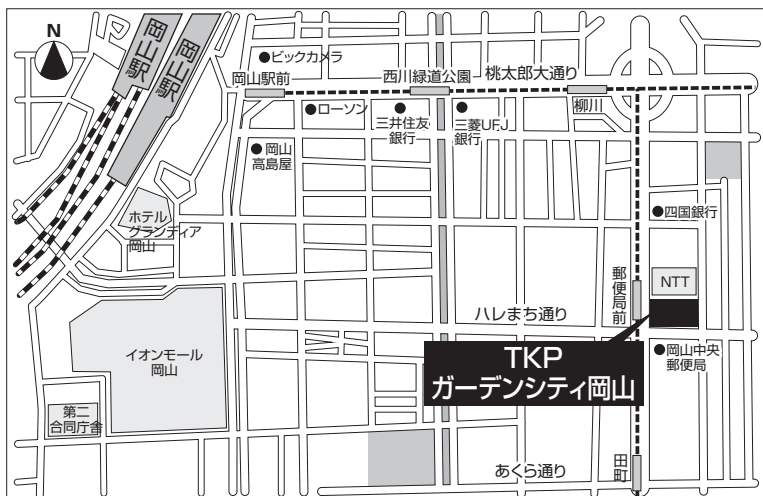 N
岡山駅
岡山駅
ビックカメラ
岡山駅前
西川緑道公園
桃太郎大通り
ローソン
三井住友
銀行
三菱UFJ
銀行
柳川
岡山
高島屋
ホテル
グランディア
岡山
四国銀行
NTT
郵便局前
ハレまち通り
イオンモール
岡山
TKP
ガーデンシティ岡山
岡山中央
郵便局
第二
合同庁舎
あくら通り
田町